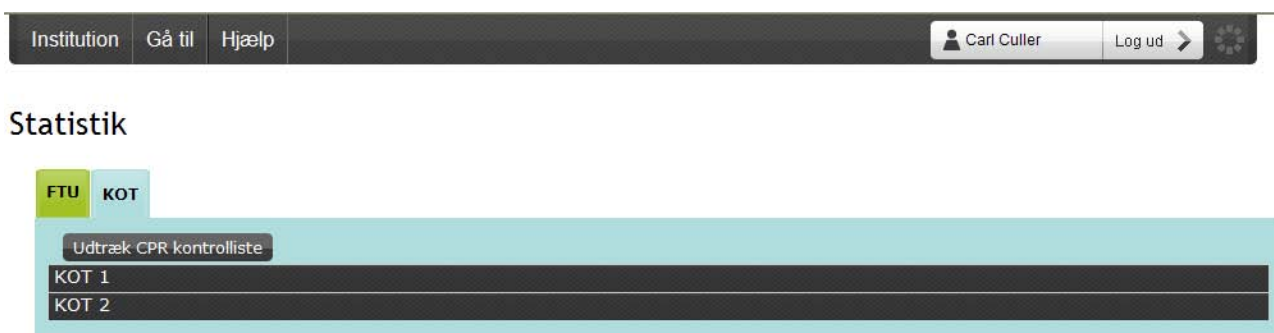 Institution Gå til Hjælp Carl Culler Log ud
Statistik
FTU KOT
Udtræk CPR kontrolliste
KOT 1
KOT 2